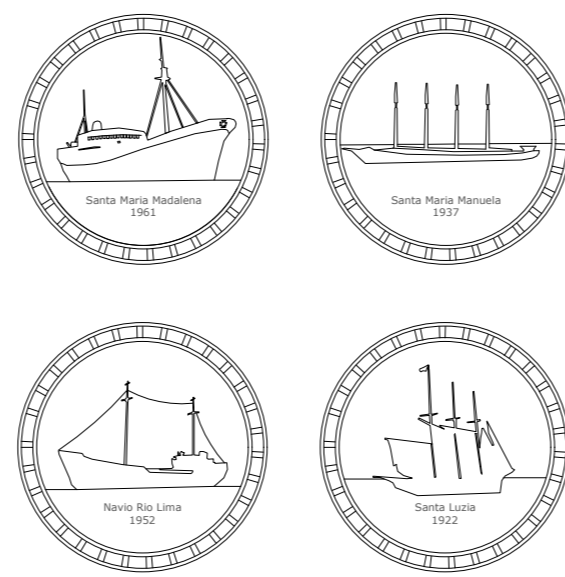 Santa Maria Madalena
1961
Santa Maria Manuela
1937
Navio Rio Lima
1952
Santa Luzia
1922